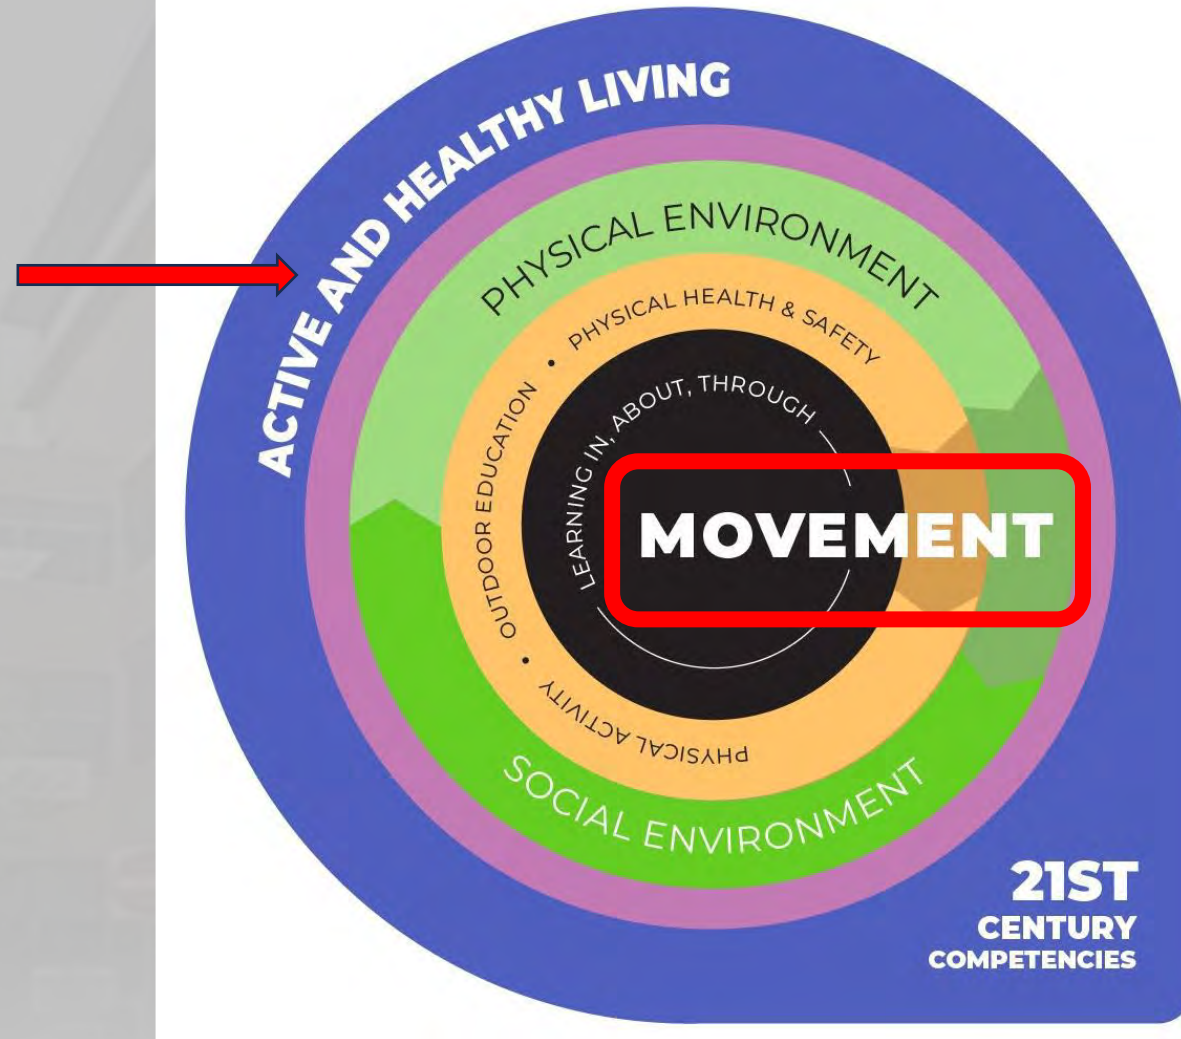 ACTIVE AND HEALTHY LIVING
PHYSICAL ENVIRONMENT
PHYSICAL HEALTH & SAFETY
OUTDOOR EDUCATION
PHYSICAL ACTIVITY
LEARNING IN, ABOUT, THROUGH
MOVEMENT
SOCIAL ENVIRONMENT
21ST
CENTURY
COMPETENCIES